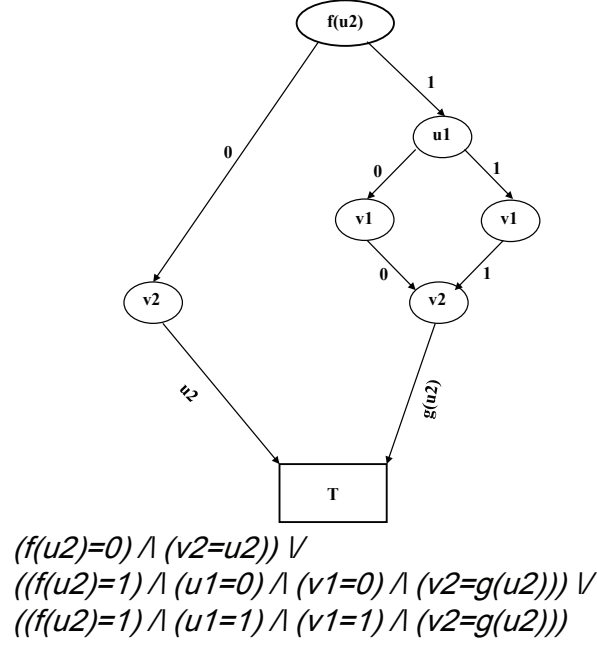 f(u2)
1
0
u1
0
1
v1
v1
0
1
v2
v2
u2
g(u2)
T
(f(u2)=0) /\ (v2=u2)) \/
((f(u2)=1) /\ (u1=0) /\ (v1=0) /\ (v2=g(u2))) \/
((f(u2)=1) /\ (u1=1) /\ (v1=1) /\ (v2=g(u2)))